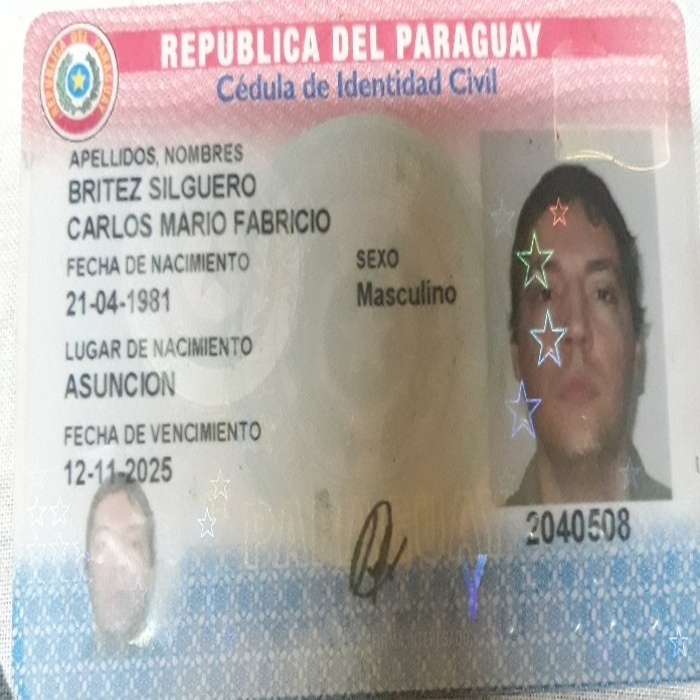 REPUBLICA DEL PARAGUAY
Cédula de Identidad Civil
APELLIDOS, NOMBRES
BRITEZ SILGUERO
CARLOS MARIO FABRICIO
FECHA DE NACIMIENTO
21-04-1981
SEXO
Masculino
LUGAR DE NACIMIENTO
ASUNCION
FECHA DE VENCIMIENTO
12-11-2025
2040508